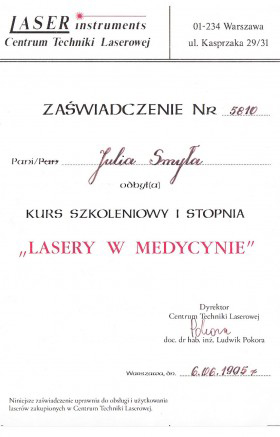 LASER instruments
Centrum Techniki Laserowej
01-234 Warszawa
ul. Kasprzaka 29/31
ZAŚWIADCZENIE NR 5810
Pani/Pan Julia Smyła
odbył(a)
KURS SZKOLENIOWY I STOPNIA
„LASERY W MEDYCYNIE"
Dyrektor
Centrum Techniki Laserowej
Pokora
doc. dr hab. inż. Ludwik Pokora
Warszawa, dn. 6.06.1995 r.
Niniejsze zaświadczenie uprawnia do obsługi i użytkowania
laserów zakupionych w Centrum Techniki Laserowej.